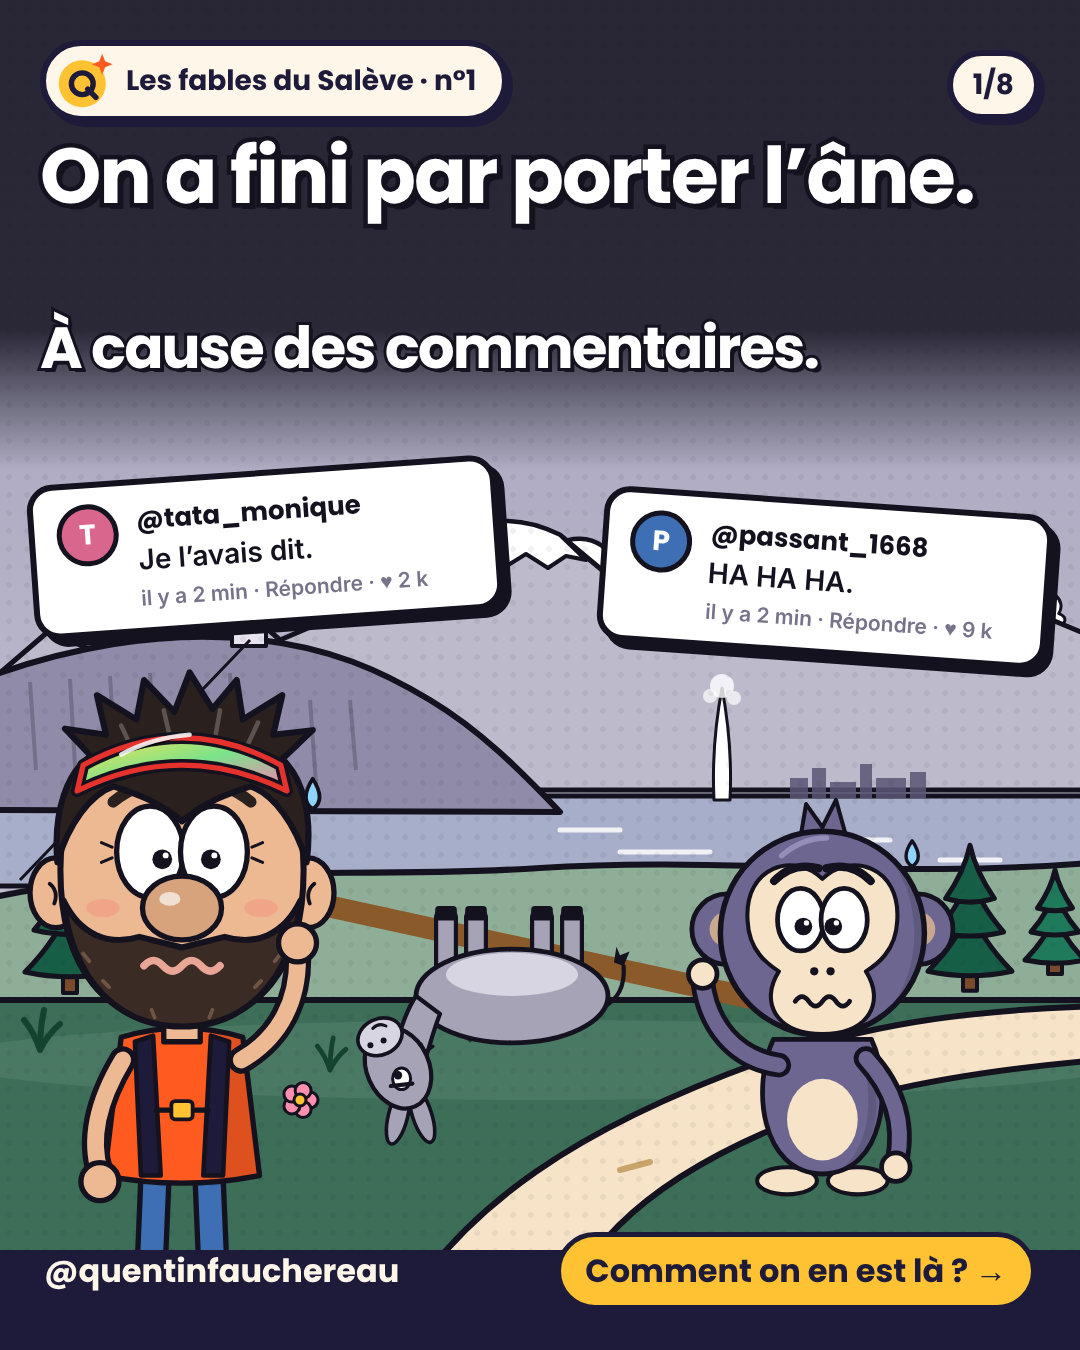 Q
Les fables du Salève · n°1
1/8
On a fini par porter l’âne.
À cause des commentaires.
T
@tata_monique
Je l’avais dit.
il y a 2 min · Répondre · ♥ 2 k
P
@passant_1668
HA HA HA.
il y a 2 min · Répondre · ♥ 9 k
@quentinfauchereau
Comment on en est là ? →